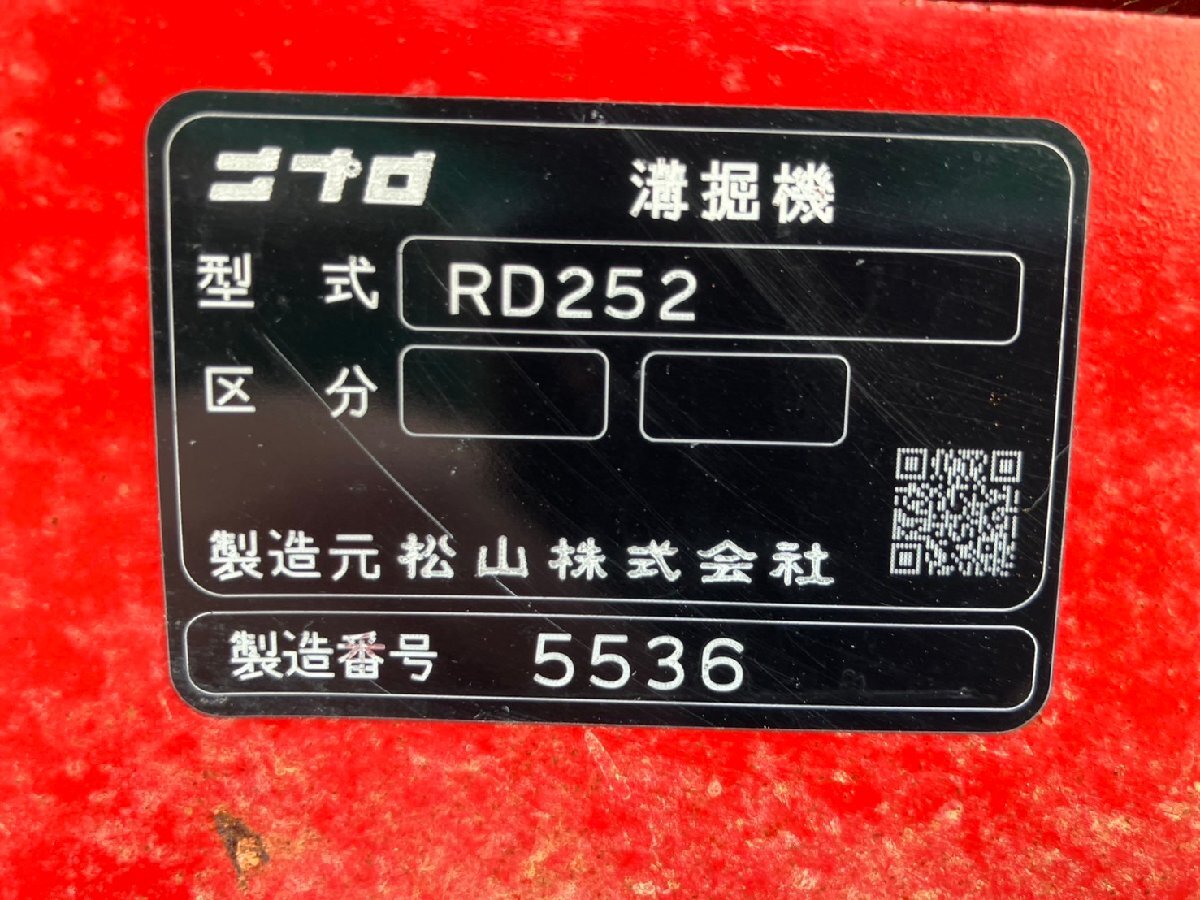 ニプロ 溝掘機
型式 RD252
区分
製造元 松山株式会社
製造番号 5536